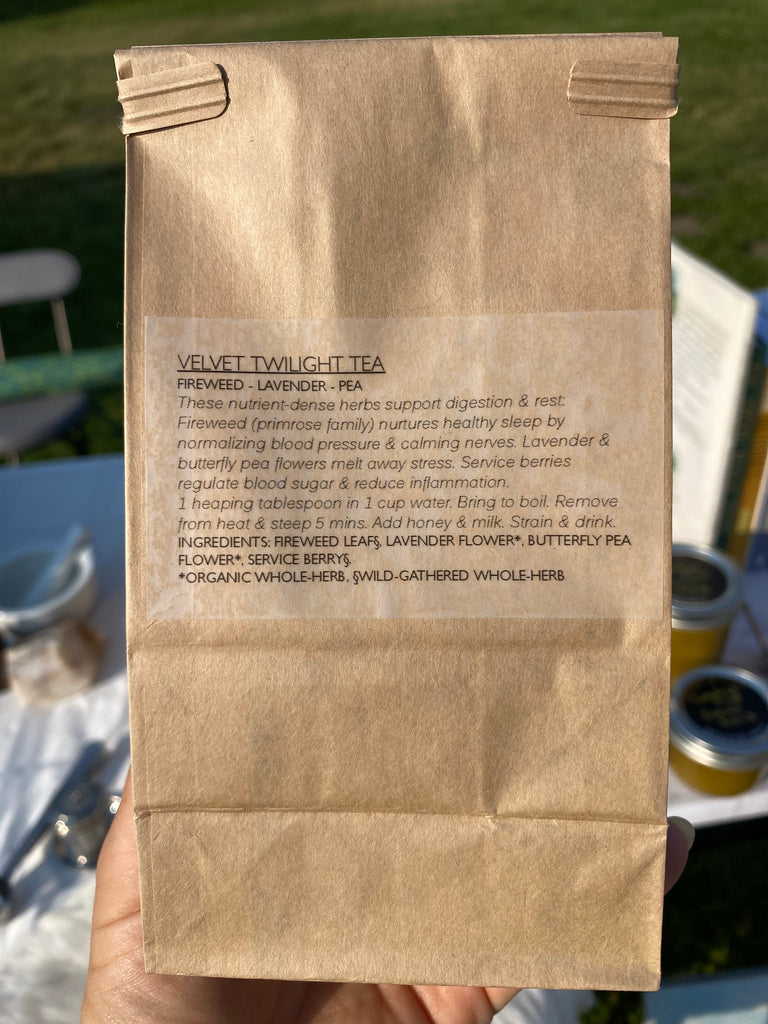 VELVET TWILIGHT TEA
FIREWEED - LAVENDER - PEA
These nutrient-dense herbs support digestion & rest:
Fireweed (primrose family) nurtures healthy sleep by
normalizing blood pressure & calming nerves. Lavender &
butterfly pea flowers melt away stress. Service berries
regulate blood sugar & reduce inflammation.
1 heaping tablespoon in 1 cup water. Bring to boil. Remove
from heat & steep 5 mins. Add honey & milk. Strain & drink.
INGREDIENTS: FIREWEED LEAF§, LAVENDER FLOWER*, BUTTERFLY PEA
FLOWER*, SERVICE BERRY§.
*ORGANIC WHOLE-HERB, §WILD-GATHERED WHOLE-HERB